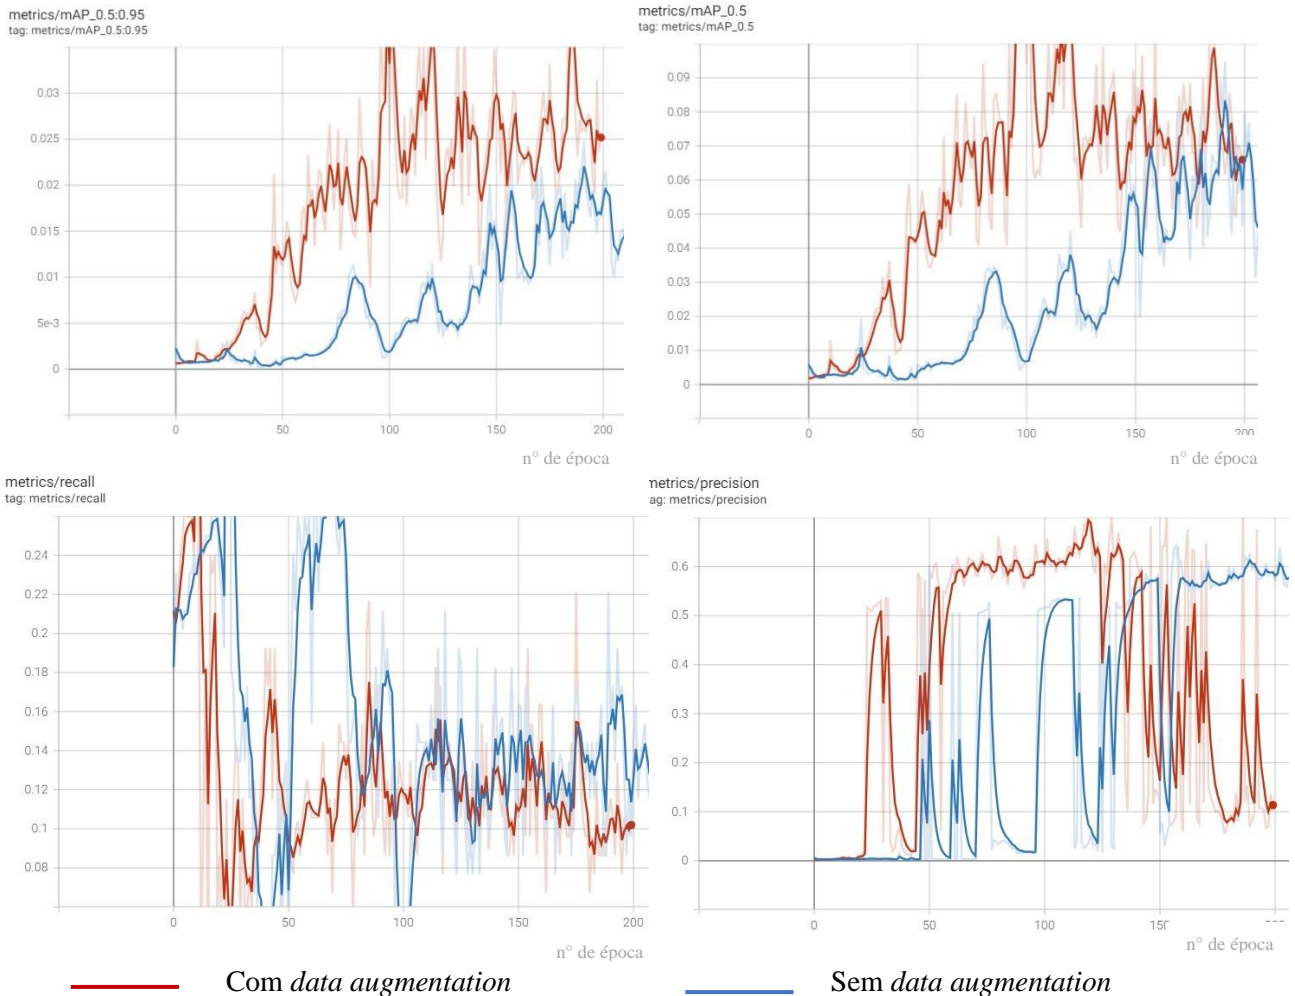 metrics/mAP_0.5:0.95
tag: metrics/mAP_0.5:0.95
0.03
0.025
0.02
0.015
0.01
5e-3
0
0 50 100 150 200
n° de época
metrics/mAP_0.5
tag: metrics/mAP_0.5
0.09
0.08
0.07
0.06
0.05
0.04
0.03
0.02
0.01
0
0 50 100 150 200
n° de época
metrics/recall
tag: metrics/recall
0.24
0.22
0.2
0.18
0.16
0.14
0.12
0.1
0.08
0 50 100 150 200
n° de época
metrics/precision
ag: metrics/precision
0.6
0.5
0.4
0.3
0.2
0.1
0
0 50 100
n° de época
Com data augmentation
Sem data augmentation